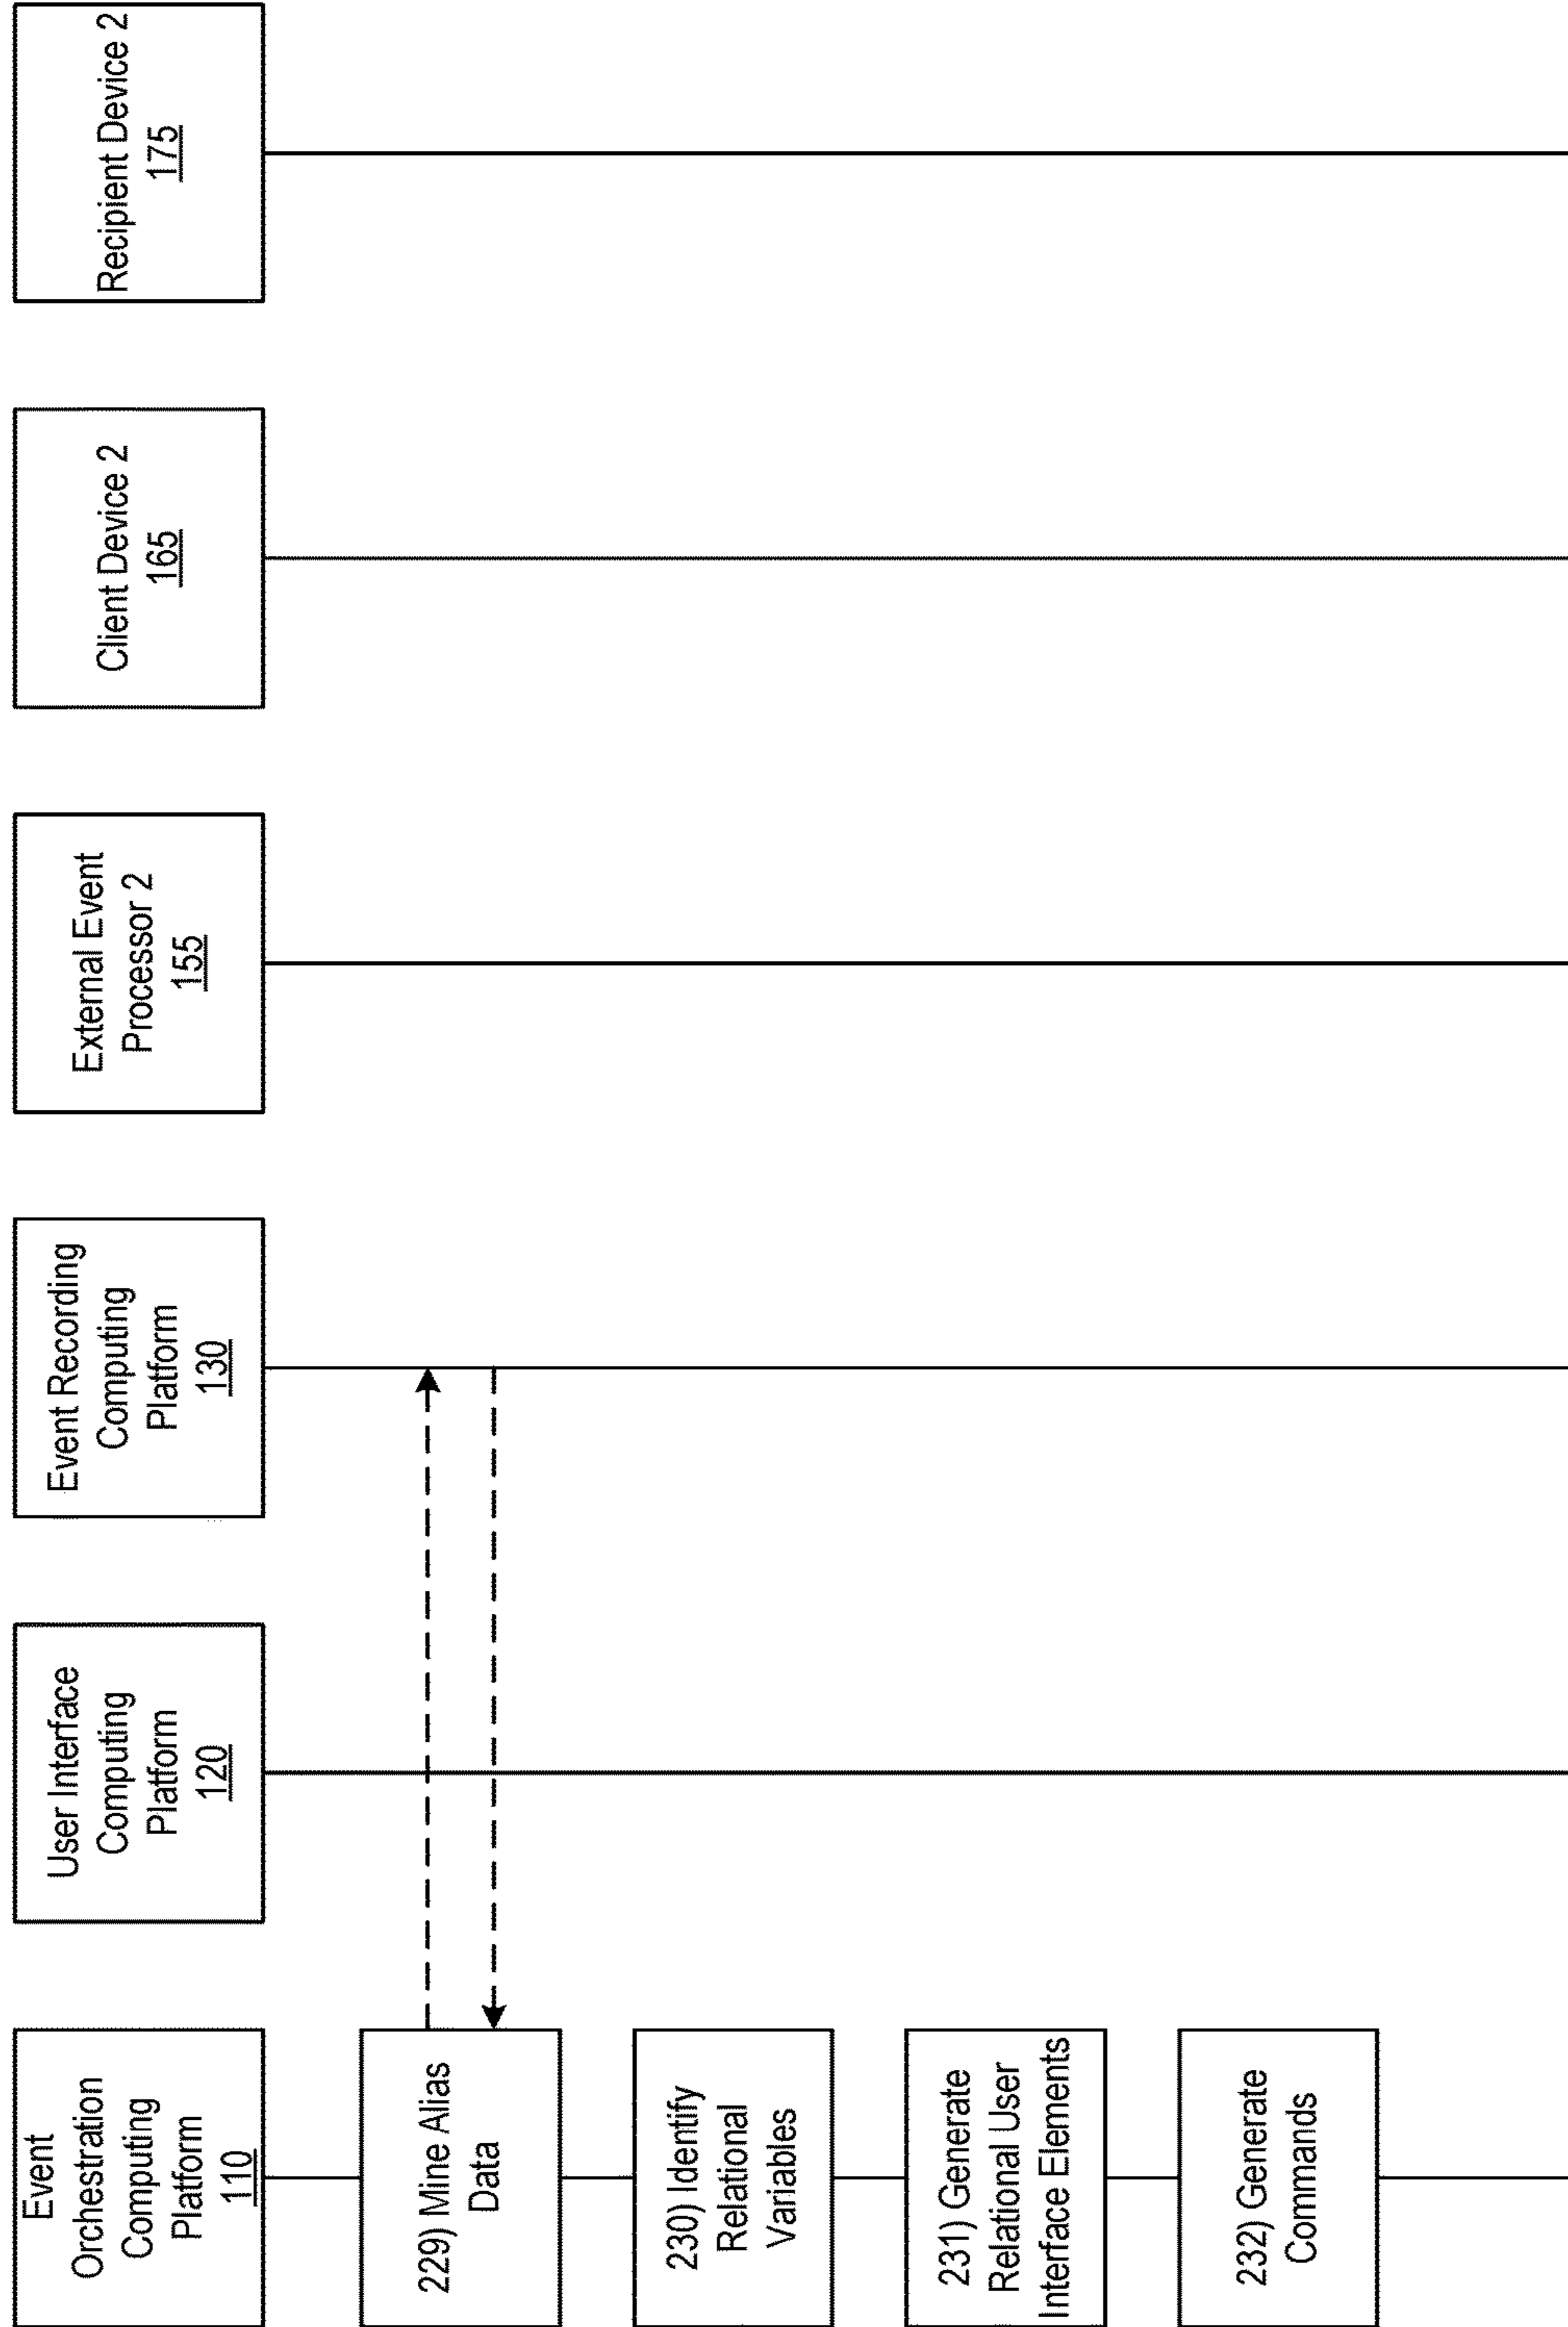 Event
Orchestration
Computing
Platform
110
User Interface
Computing
Platform
120
Event Recording
Computing
Platform
130
External Event
Processor 2
155
Client Device 2
165
Recipient Device 2
175
229) Mine Alias
Data
230) Identify
Relational
Variables
231) Generate
Relational User
Interface Elements
232) Generate
Commands